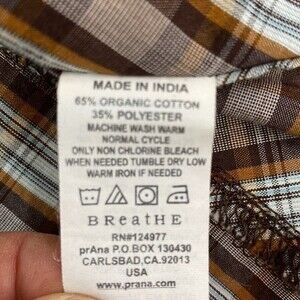 MADE IN INDIA
65% ORGANIC COTTON
35% POLYESTER
MACHINE WASH WARM
NORMAL CYCLE
ONLY NON CHLORINE BLEACH
WHEN NEEDED TUMBLE DRY LOW
WARM IRON IF NEEDED
BReatHE
RN#124977
prAna P.O.BOX 130430
CARLSBAD,CA.92013
USA
www.prana.com